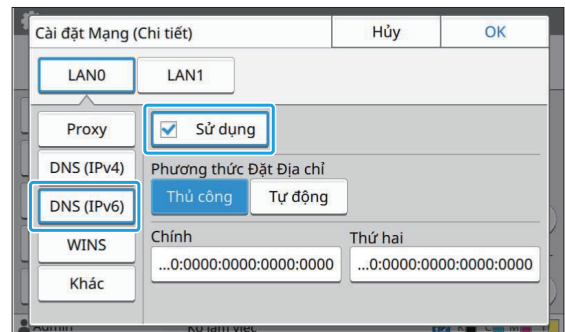 Cài đặt Mạng (Chi tiết)
Hủy
OK
LAN0
LAN1
Proxy
Sử dụng
DNS (IPv4)
Phương thức Đặt Địa chỉ
Thủ công
Tự động
DNS (IPv6)
WINS
Chính
Thứ hai
...0:0000:0000:0000:0000
...0:0000:0000:0000:0000
Khác
Admin